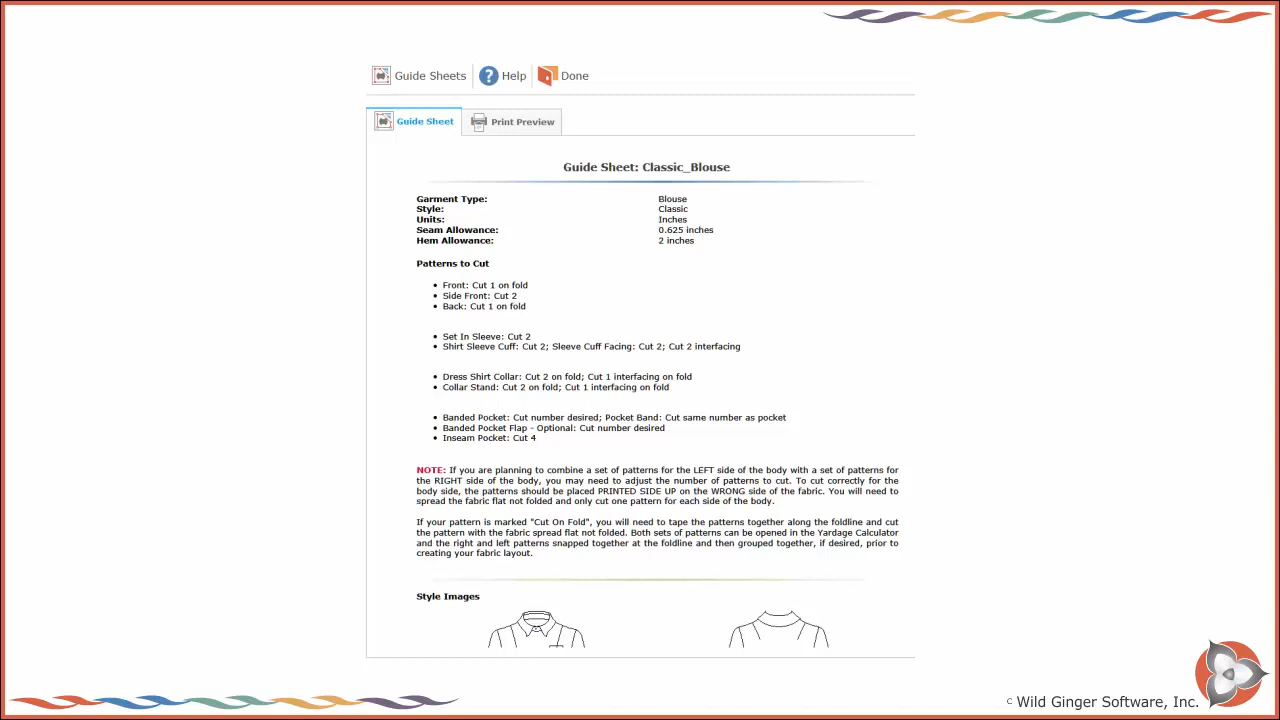 Guide Sheets Help Done
Guide Sheet Print Preview
Guide Sheet: Classic_Blouse
Garment Type: Blouse
Style: Classic
Units: Inches
Seam Allowance: 0.625 inches
Hem Allowance: 2 inches
Patterns to Cut
• Front: Cut 1 on fold
• Side Front: Cut 2
• Back: Cut 1 on fold
• Set In Sleeve: Cut 2
• Shirt Sleeve Cuff: Cut 2; Sleeve Cuff Facing: Cut 2; Cut 2 interfacing
• Dress Shirt Collar: Cut 2 on fold; Cut 1 interfacing on fold
• Collar Stand: Cut 2 on fold; Cut 1 interfacing on fold
• Banded Pocket: Cut number desired; Pocket Band: Cut same number as pocket
• Banded Pocket Flap - Optional: Cut number desired
• Inseam Pocket: Cut 4
NOTE: If you are planning to combine a set of patterns for the LEFT side of the body with a set of patterns for
the RIGHT side of the body, you may need to adjust the number of patterns to cut. To cut correctly for the
body side, the patterns should be placed PRINTED SIDE UP on the WRONG side of the fabric. You will need to
spread the fabric flat not folded and only cut one pattern for each side of the body.
If your pattern is marked "Cut On Fold", you will need to tape the patterns together along the foldline and cut
the pattern with the fabric spread flat not folded. Both sets of patterns can be opened in the Yardage Calculator
and the right and left patterns snapped together at the foldline and then grouped together, if desired, prior to
creating your fabric layout.
Style Images
© Wild Ginger Software, Inc.